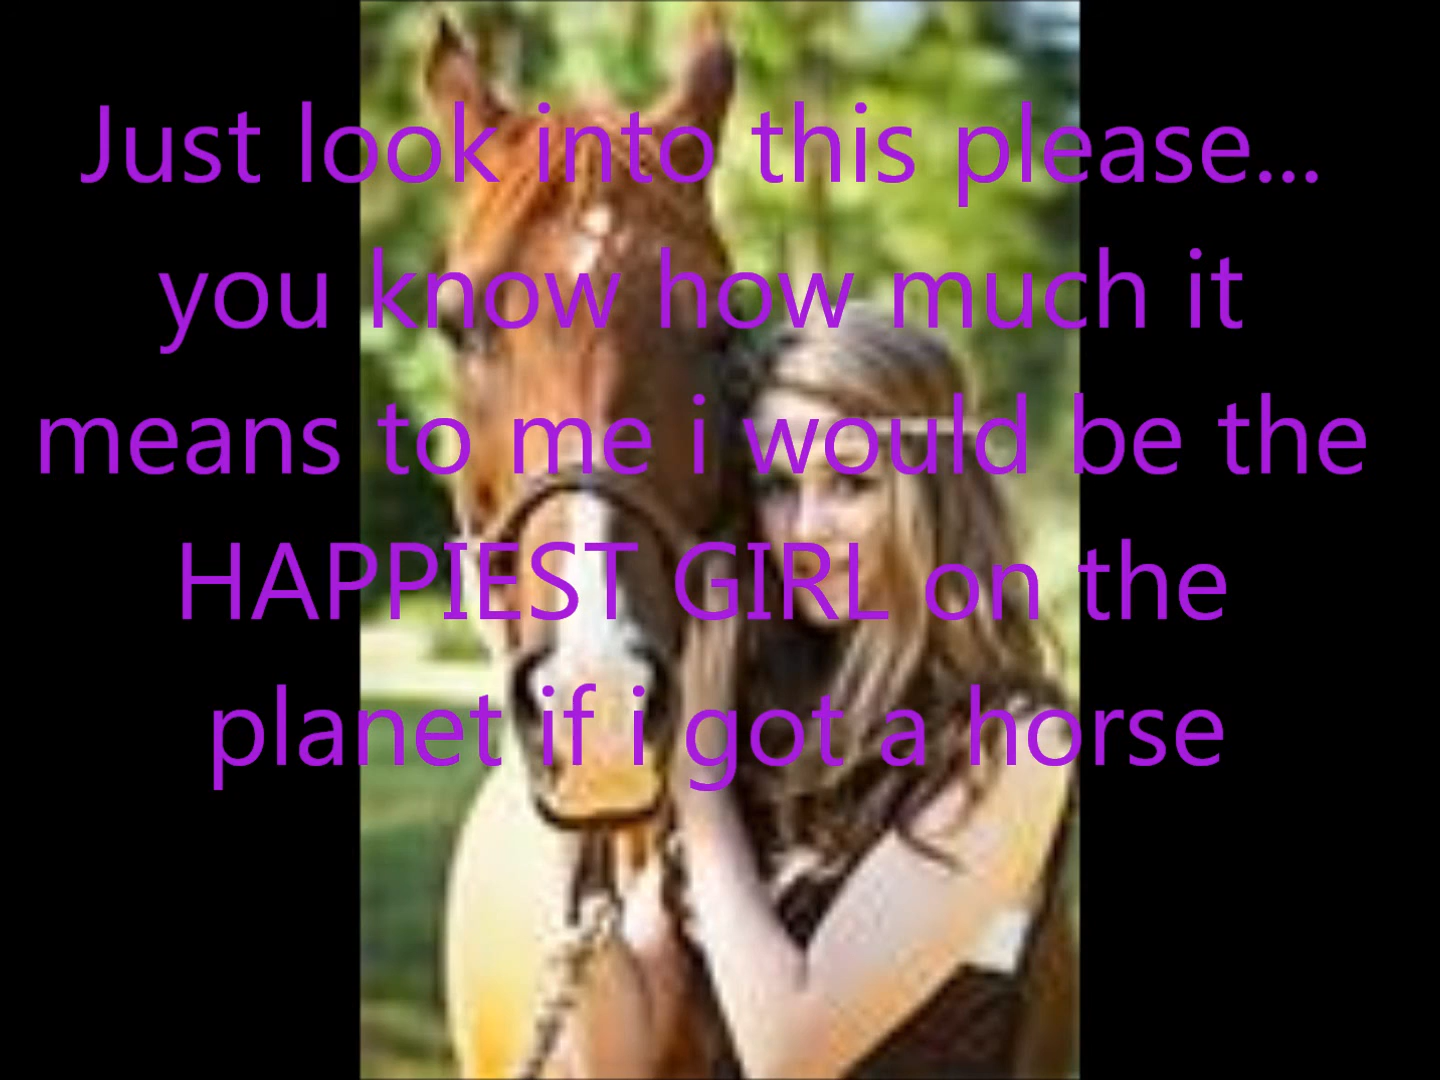 Just look into this please...
you know how much it
means to me i would be the
HAPPIEST GIRL on the
planet if i got a horse